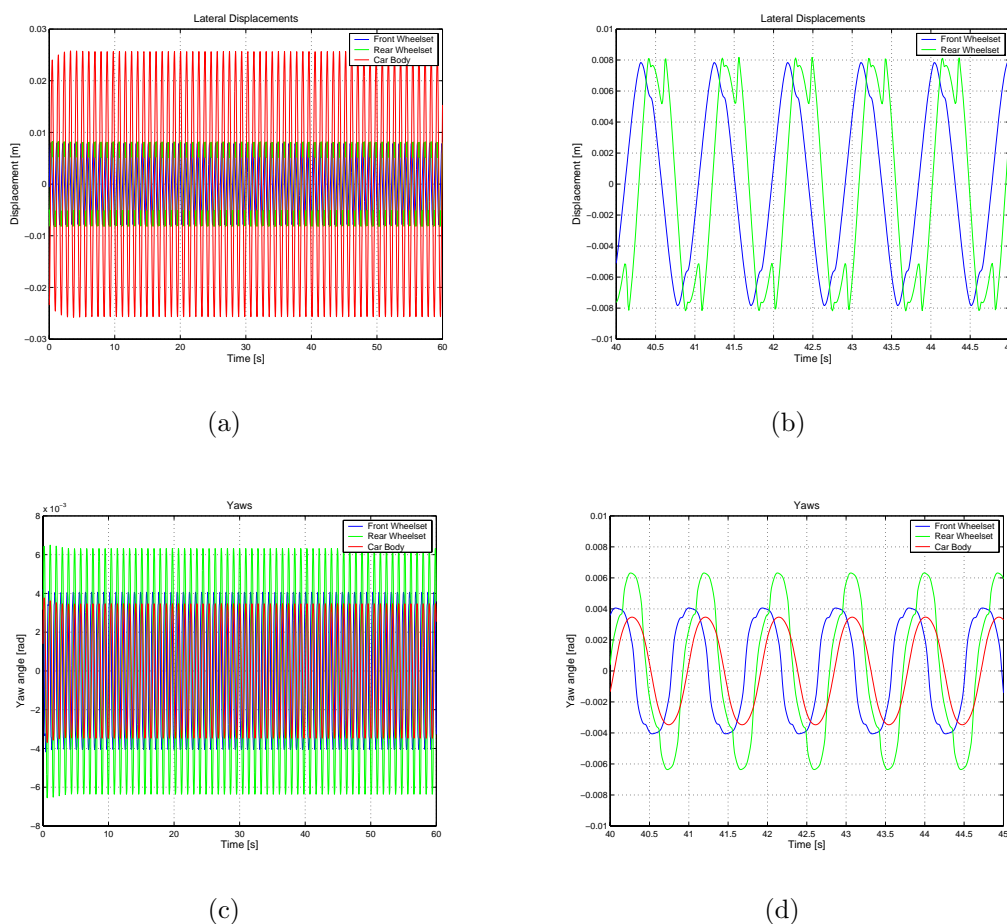 Lateral Displacements
0.03
0.02
0.01
0
−0.01
−0.02
−0.03
Displacement [m]
0 10 20 30 40 50 60
Time [s]
Front Wheelset
Rear Wheelset
Car Body
(a)
Lateral Displacements
0.01
0.008
0.006
0.004
0.002
0
−0.002
−0.004
−0.006
−0.008
−0.01
Displacement [m]
40 40.5 41 41.5 42 42.5 43 43.5 44 44.5 45
Time [s]
Front Wheelset
Rear Wheelset
(b)
Yaws
x 10−3
8
6
4
2
0
−2
−4
−6
−8
Yaw angle [rad]
0 10 20 30 40 50 60
Time [s]
Front Wheelset
Rear Wheelset
Car Body
(c)
Yaws
0.01
0.008
0.006
0.004
0.002
0
−0.002
−0.004
−0.006
−0.008
−0.01
Yaw angle [rad]
40 40.5 41 41.5 42 42.5 43 43.5 44 44.5 45
Time [s]
Front Wheelset
Rear Wheelset
Car Body
(d)